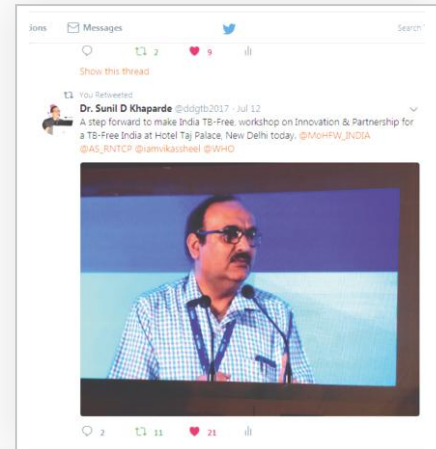 ions Messages Search
2 9
Show this thread
You Retweeted
Dr. Sunil D Khaparde @ddgtb2017 · Jul 12
A step forward to make India TB-Free, workshop on Innovation & Partnership for
a TB-Free India at Hotel Taj Palace, New Delhi today. @MoHFW_INDIA
@AS_RNTCP @iamvikassheel @WHO
2 11 21